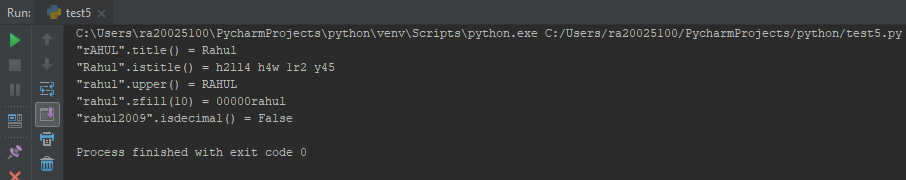 Run: test5 ×
C:\Users\ra20025100\PycharmProjects\python\venv\Scripts\python.exe C:/Users/ra20025100/PycharmProjects/python/test5.py
"rAHUL".title() = Rahul
"Rahul".istitle() = h2ll4 h4w 1r2 y45
"rahul".upper() = RAHUL
"rahul".zfill(10) = 00000rahul
"rahul2009".isdecimal() = False
Process finished with exit code 0